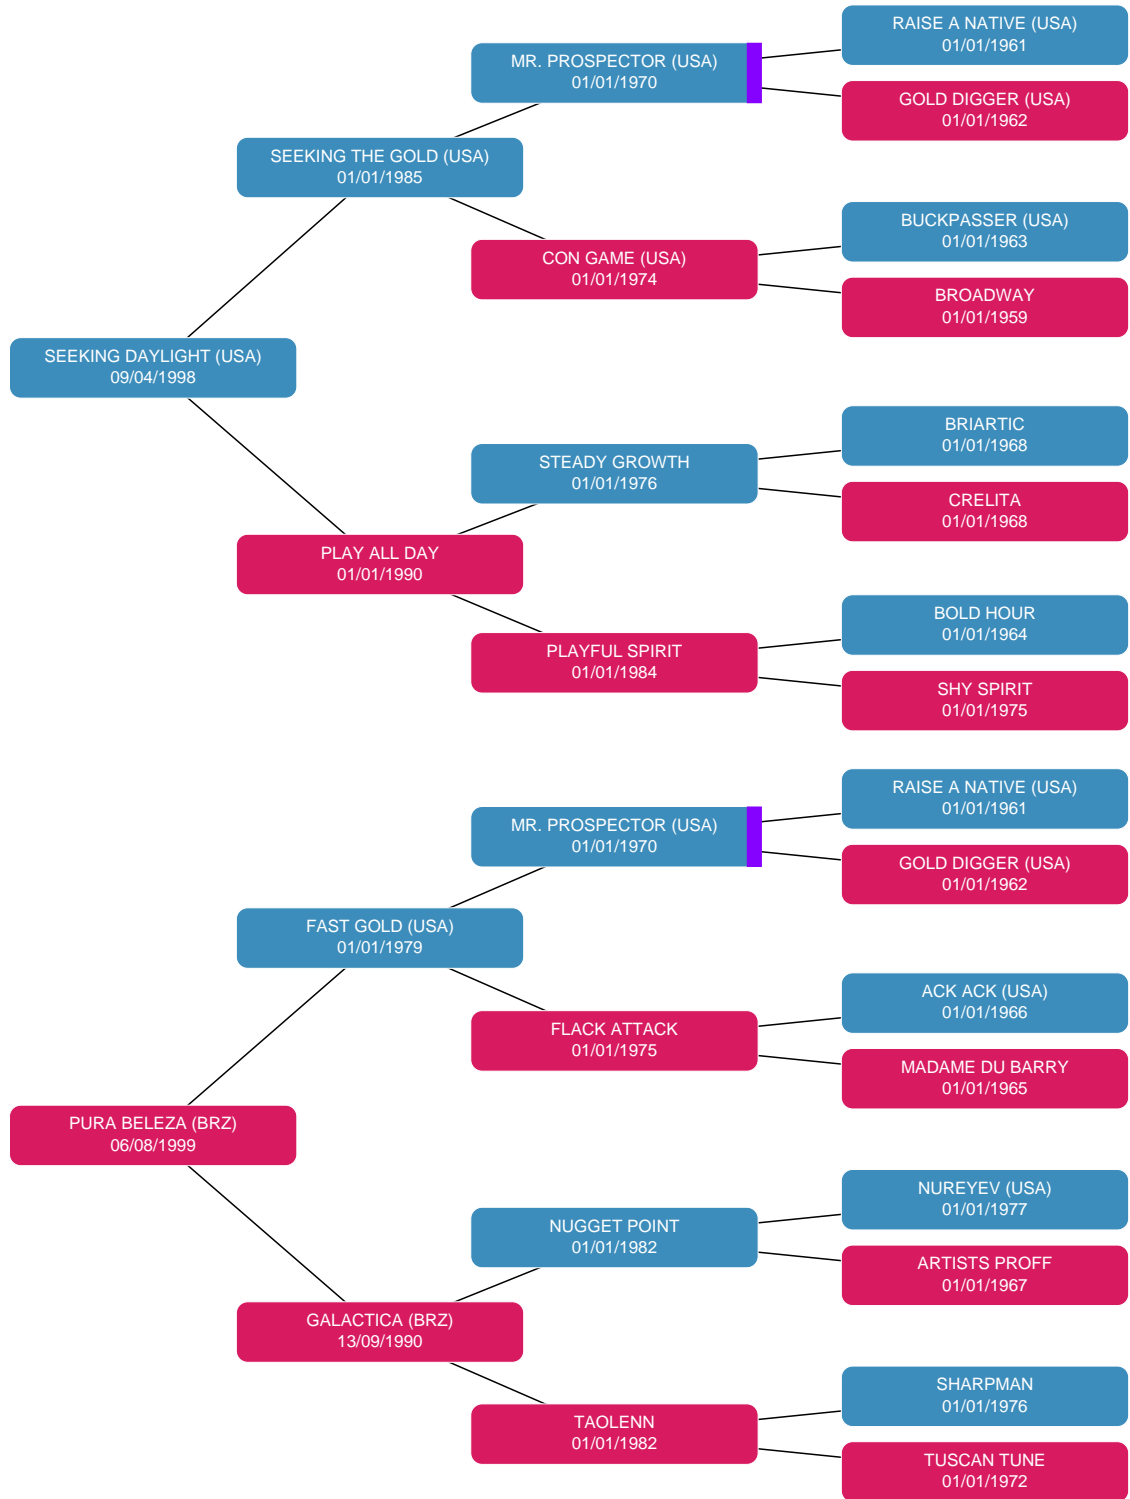 RAISE A NATIVE (USA)
01/01/1961
MR. PROSPECTOR (USA)
01/01/1970
GOLD DIGGER (USA)
01/01/1962
SEEKING THE GOLD (USA)
01/01/1985
BUCKPASSER (USA)
01/01/1963
CON GAME (USA)
01/01/1974
BROADWAY
01/01/1959
SEEKING DAYLIGHT (USA)
09/04/1998
BRIARTIC
01/01/1968
STEADY GROWTH
01/01/1976
CRELITA
01/01/1968
PLAY ALL DAY
01/01/1990
BOLD HOUR
01/01/1964
PLAYFUL SPIRIT
01/01/1984
SHY SPIRIT
01/01/1975
RAISE A NATIVE (USA)
01/01/1961
MR. PROSPECTOR (USA)
01/01/1970
GOLD DIGGER (USA)
01/01/1962
FAST GOLD (USA)
01/01/1979
ACK ACK (USA)
01/01/1966
FLACK ATTACK
01/01/1975
MADAME DU BARRY
01/01/1965
PURA BELEZA (BRZ)
06/08/1999
NUREYEV (USA)
01/01/1977
NUGGET POINT
01/01/1982
ARTISTS PROFF
01/01/1967
GALACTICA (BRZ)
13/09/1990
SHARPMAN
01/01/1976
TAOLENN
01/01/1982
TUSCAN TUNE
01/01/1972